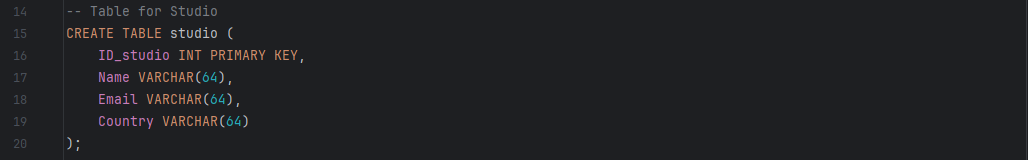 14 -- Table for Studio
15 CREATE TABLE studio (
16 ID_studio INT PRIMARY KEY,
17 Name VARCHAR(64),
18 Email VARCHAR(64),
19 Country VARCHAR(64)
20 );